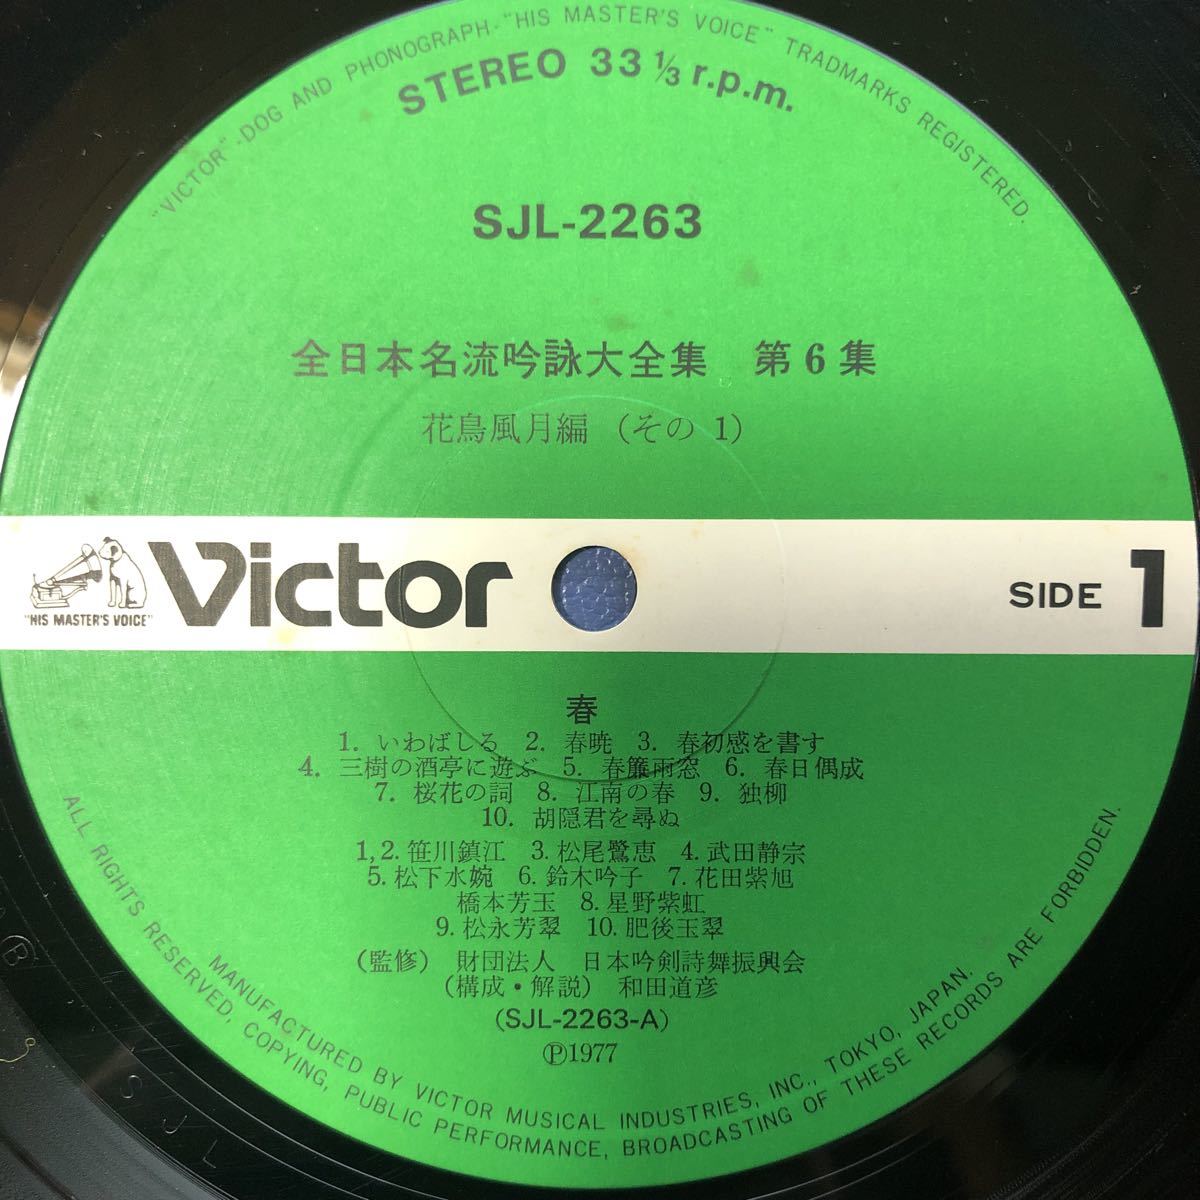 "VICTOR"-DOG AND PHONOGRAPH-"HIS MASTER'S VOICE" TRADMARKS REGISTERED.
STEREO 33 1/3 r.p.m.
SJL-2263
全日本名流吟詠大全集 第6集
花鳥風月編 (その 1)
"HIS MASTER'S VOICE"
Victor
SIDE 1
春
1. いわばしる 2. 春暁 3. 春初感を書す
4. 三樹の酒亭に遊ぶ 5. 春簾雨窓 6. 春日偶成
7. 桜花の詞 8. 江南の春 9. 独柳
10. 胡隠君を尋ぬ
1,2. 笹川鎮江 3. 松尾鷺恵 4. 武田静宗
5. 松下水婉 6. 鈴木吟子 7. 花田紫旭
橋本芳玉 8. 星野紫虹
9. 松永芳翠 10. 肥後玉翠
(監修) 財団法人 日本吟剣詩舞振興会
(構成・解説) 和田道彦
(SJL-2263-A)
Ⓟ1977
MANUFACTURED BY VICTOR MUSICAL INDUSTRIES, INC., TOKYO, JAPAN.
ALL RIGHTS RESERVED, COPYING, PUBLIC PERFORMANCE, BROADCASTING OF THESE RECORDS ARE FORBIDDEN.
S J L